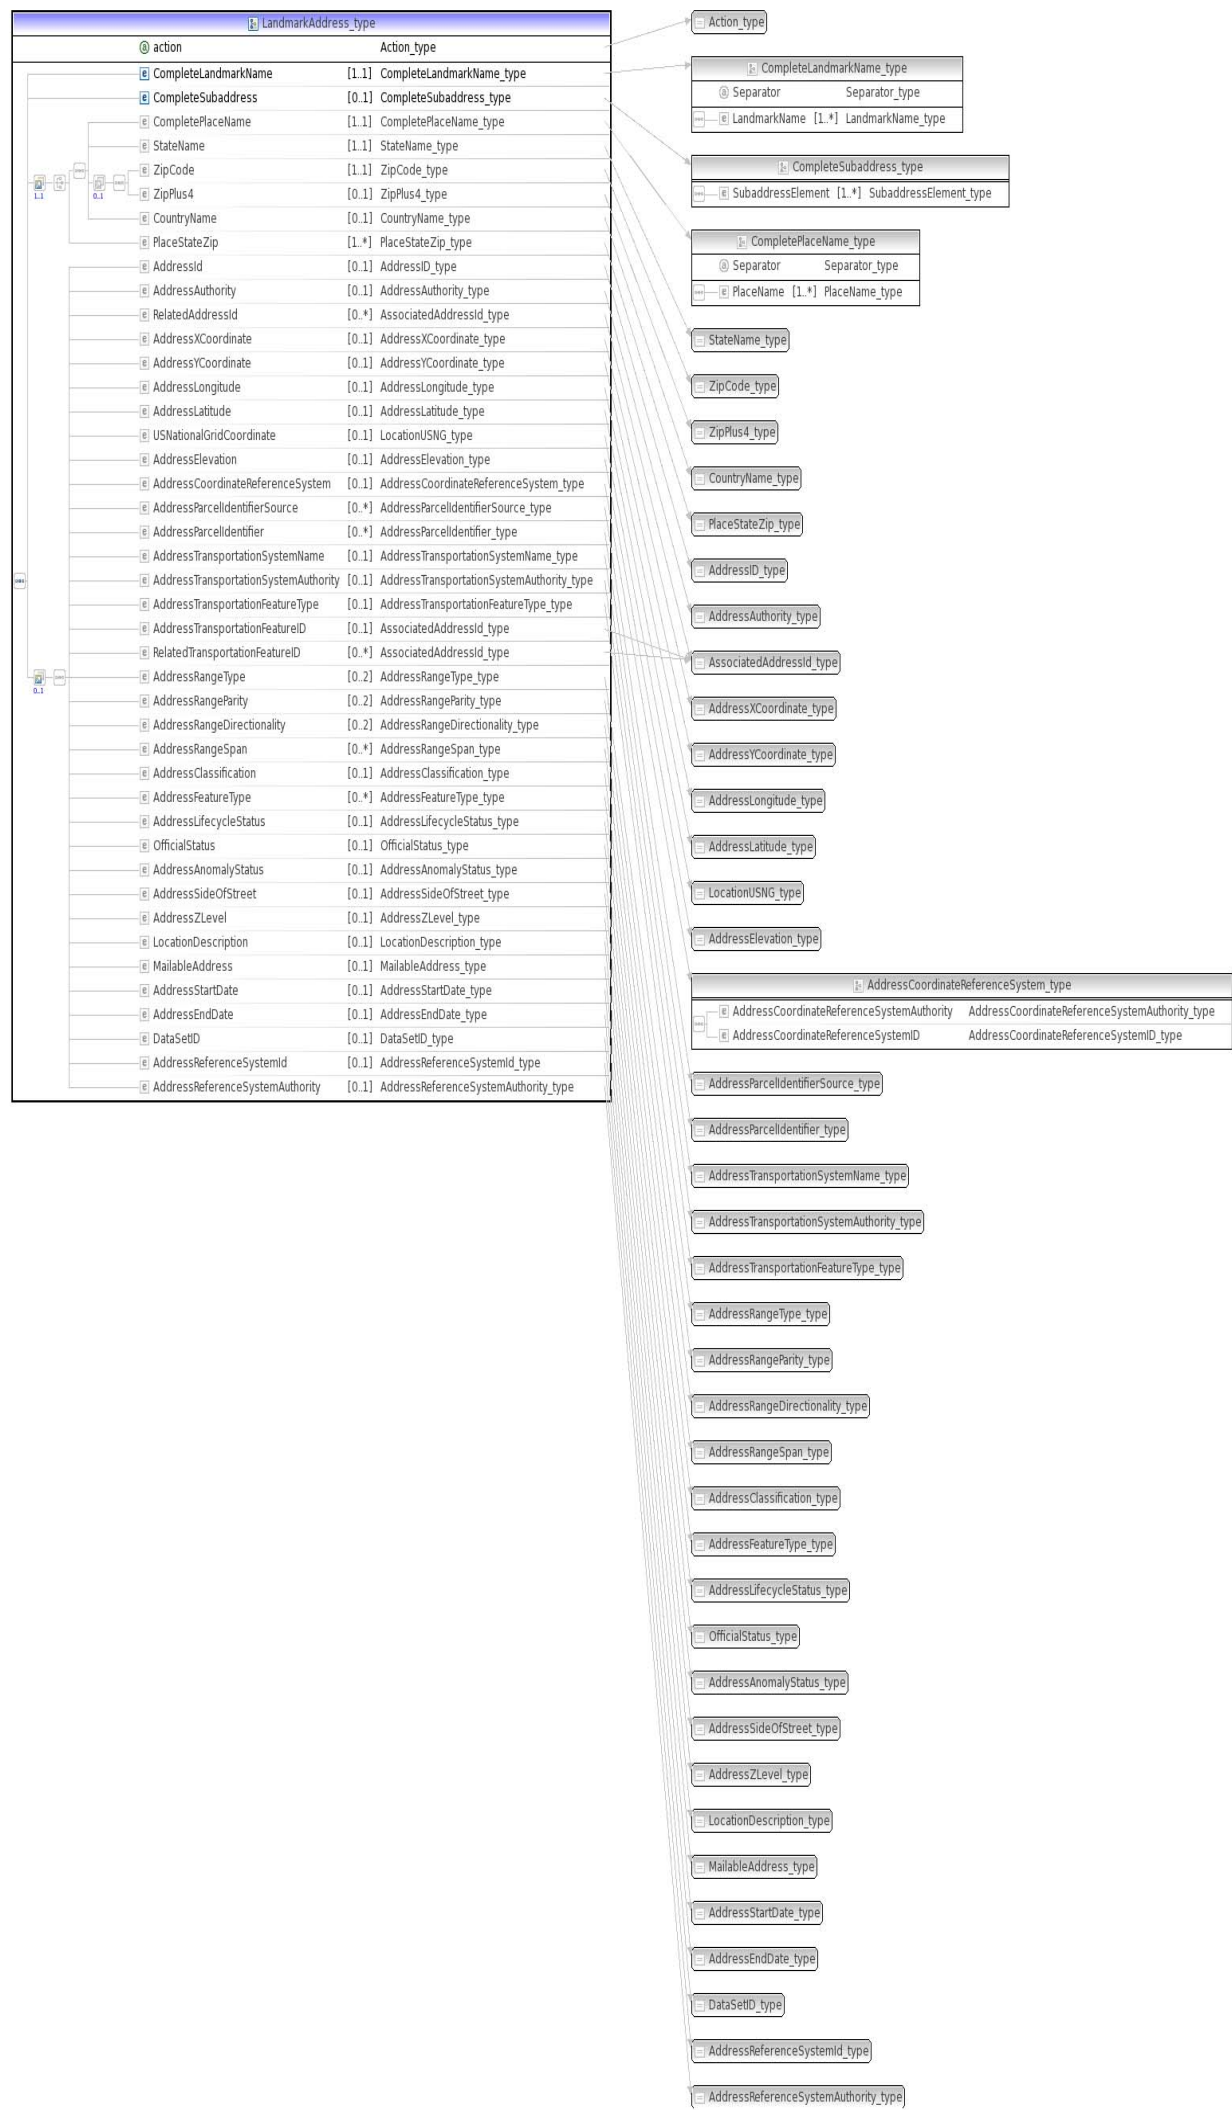 LandmarkAddress_type
action Action_type
CompleteLandmarkName [1..1] CompleteLandmarkName_type
CompleteSubaddress [0..1] CompleteSubaddress_type
CompletePlaceName [1..1] CompletePlaceName_type
StateName [1..1] StateName_type
ZipCode [1..1] ZipCode_type
1..1
0..1
ZipPlus4 [0..1] ZipPlus4_type
CountryName [0..1] CountryName_type
PlaceStateZip [1..*] PlaceStateZip_type
AddressId [0..1] AddressID_type
AddressAuthority [0..1] AddressAuthority_type
RelatedAddressId [0..*] AssociatedAddressId_type
AddressXCoordinate [0..1] AddressXCoordinate_type
AddressYCoordinate [0..1] AddressYCoordinate_type
AddressLongitude [0..1] AddressLongitude_type
AddressLatitude [0..1] AddressLatitude_type
USNationalGridCoordinate [0..1] LocationUSNG_type
AddressElevation [0..1] AddressElevation_type
AddressCoordinateReferenceSystem [0..1] AddressCoordinateReferenceSystem_type
AddressParcelIdentifierSource [0..*] AddressParcelIdentifierSource_type
AddressParcelIdentifier [0..*] AddressParcelIdentifier_type
AddressTransportationSystemName [0..1] AddressTransportationSystemName_type
AddressTransportationSystemAuthority [0..1] AddressTransportationSystemAuthority_type
AddressTransportationFeatureType [0..1] AddressTransportationFeatureType_type
AddressTransportationFeatureID [0..1] AssociatedAddressId_type
RelatedTransportationFeatureID [0..*] AssociatedAddressId_type
AddressRangeType [0..2] AddressRangeType_type
0..1
AddressRangeParity [0..2] AddressRangeParity_type
AddressRangeDirectionality [0..2] AddressRangeDirectionality_type
AddressRangeSpan [0..*] AddressRangeSpan_type
AddressClassification [0..1] AddressClassification_type
AddressFeatureType [0..*] AddressFeatureType_type
AddressLifecycleStatus [0..1] AddressLifecycleStatus_type
OfficialStatus [0..1] OfficialStatus_type
AddressAnomalyStatus [0..1] AddressAnomalyStatus_type
AddressSideOfStreet [0..1] AddressSideOfStreet_type
AddressZLevel [0..1] AddressZLevel_type
LocationDescription [0..1] LocationDescription_type
MailableAddress [0..1] MailableAddress_type
AddressStartDate [0..1] AddressStartDate_type
AddressEndDate [0..1] AddressEndDate_type
DataSetID [0..1] DataSetID_type
AddressReferenceSystemId [0..1] AddressReferenceSystemId_type
AddressReferenceSystemAuthority [0..1] AddressReferenceSystemAuthority_type
Action_type
CompleteLandmarkName_type
Separator Separator_type
LandmarkName [1..*] LandmarkName_type
CompleteSubaddress_type
SubaddressElement [1..*] SubaddressElement_type
CompletePlaceName_type
Separator Separator_type
PlaceName [1..*] PlaceName_type
StateName_type
ZipCode_type
ZipPlus4_type
CountryName_type
PlaceStateZip_type
AddressID_type
AddressAuthority_type
AssociatedAddressId_type
AddressXCoordinate_type
AddressYCoordinate_type
AddressLongitude_type
AddressLatitude_type
LocationUSNG_type
AddressElevation_type
AddressCoordinateReferenceSystem_type
AddressCoordinateReferenceSystemAuthority AddressCoordinateReferenceSystemAuthority_type
AddressCoordinateReferenceSystemID AddressCoordinateReferenceSystemID_type
AddressParcelIdentifierSource_type
AddressParcelIdentifier_type
AddressTransportationSystemName_type
AddressTransportationSystemAuthority_type
AddressTransportationFeatureType_type
AddressRangeType_type
AddressRangeParity_type
AddressRangeDirectionality_type
AddressRangeSpan_type
AddressClassification_type
AddressFeatureType_type
AddressLifecycleStatus_type
OfficialStatus_type
AddressAnomalyStatus_type
AddressSideOfStreet_type
AddressZLevel_type
LocationDescription_type
MailableAddress_type
AddressStartDate_type
AddressEndDate_type
DataSetID_type
AddressReferenceSystemId_type
AddressReferenceSystemAuthority_type